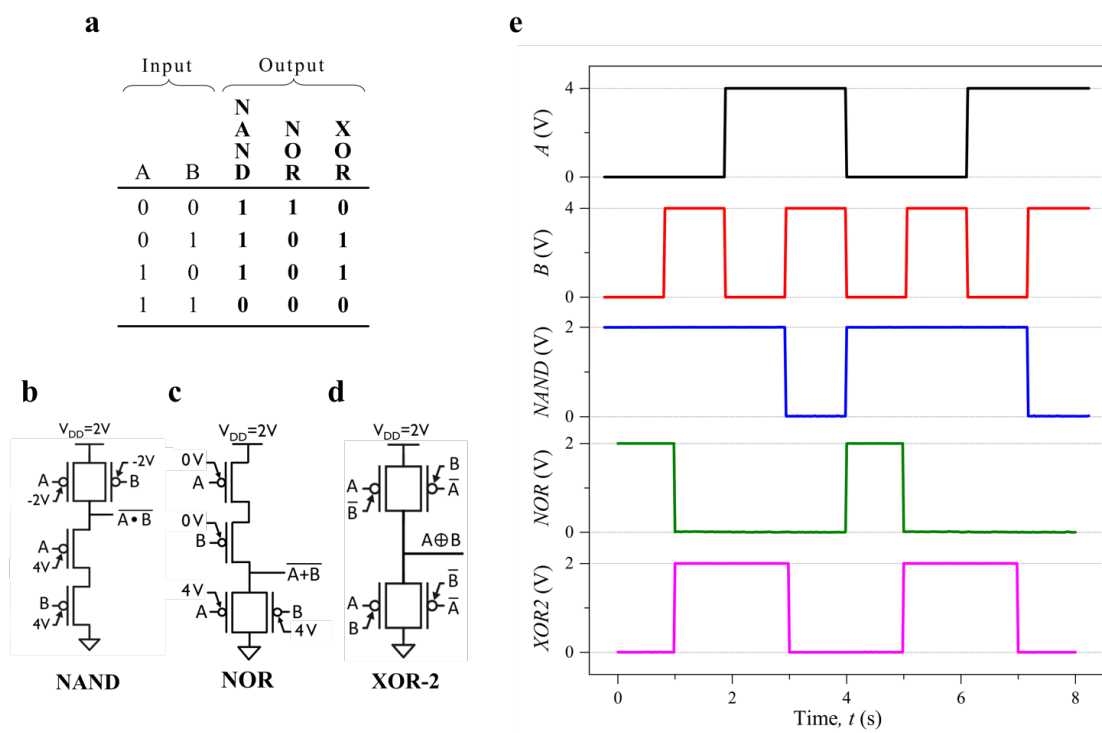 a
Input Output
A B NAND NOR XOR
0 0 1 1 0
0 1 1 0 1
1 0 1 0 1
1 1 0 0 0
b
V_DD=2V
-2V
A
B
-2V
A̅ ̅•̅ ̅B̅
A
4V
B
4V
NAND
c
V_DD=2V
0V
A
0V
B
A̅+̅B̅
4V
A
B
4V
NOR
d
V_DD=2V
B
A
A̅
B̅
A⊕B
B̅
A
A̅
B
XOR-2
e
A (V)
4
0
B (V)
4
0
NAND (V)
2
0
NOR (V)
2
0
XOR2 (V)
2
0
0 2 4 6 8
Time, t (s)